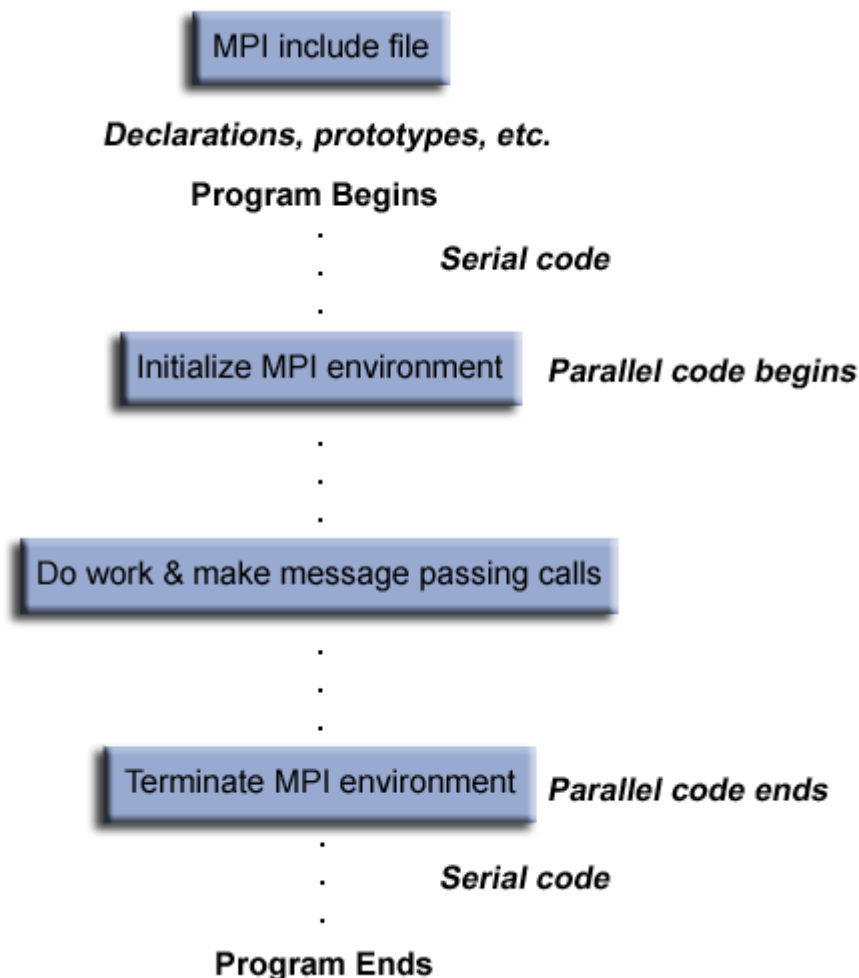 MPI include file
Declarations, prototypes, etc.
Program Begins
Serial code
Initialize MPI environment
Parallel code begins
Do work & make message passing calls
Terminate MPI environment
Parallel code ends
Serial code
Program Ends